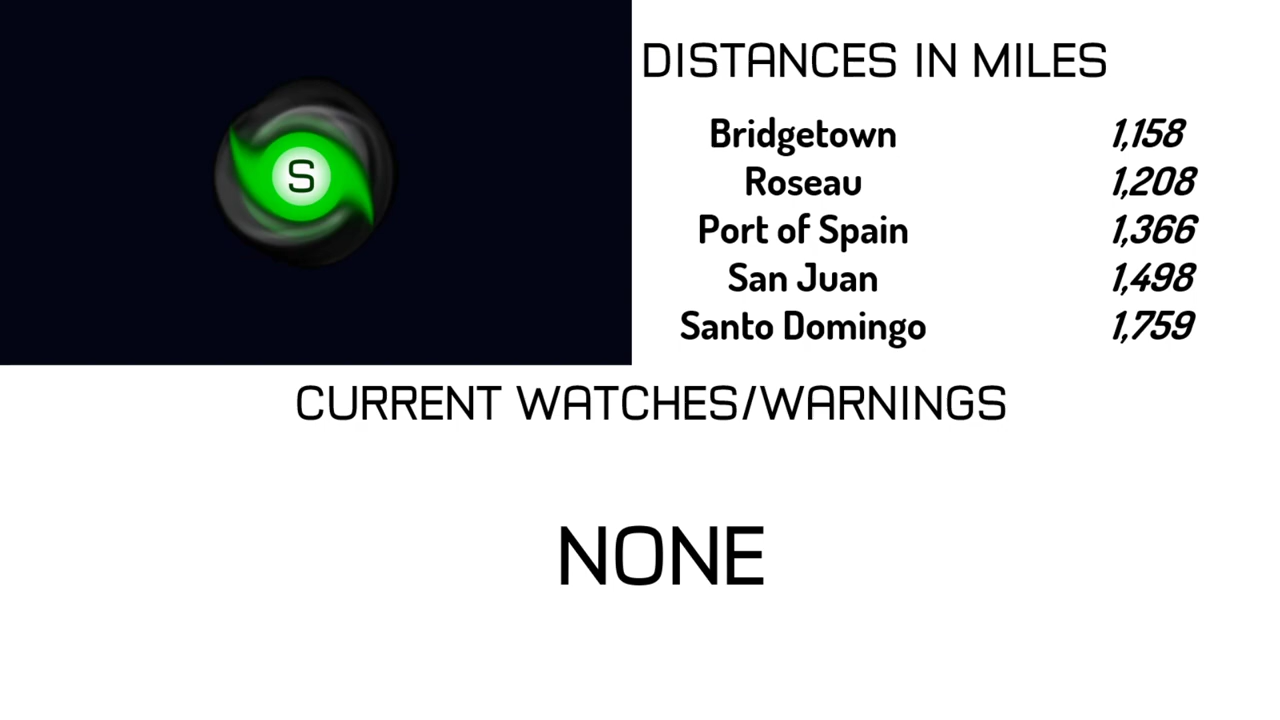 S
DISTANCES IN MILES
Bridgetown 1,158
Roseau 1,208
Port of Spain 1,366
San Juan 1,498
Santo Domingo 1,759
CURRENT WATCHES/WARNINGS
NONE